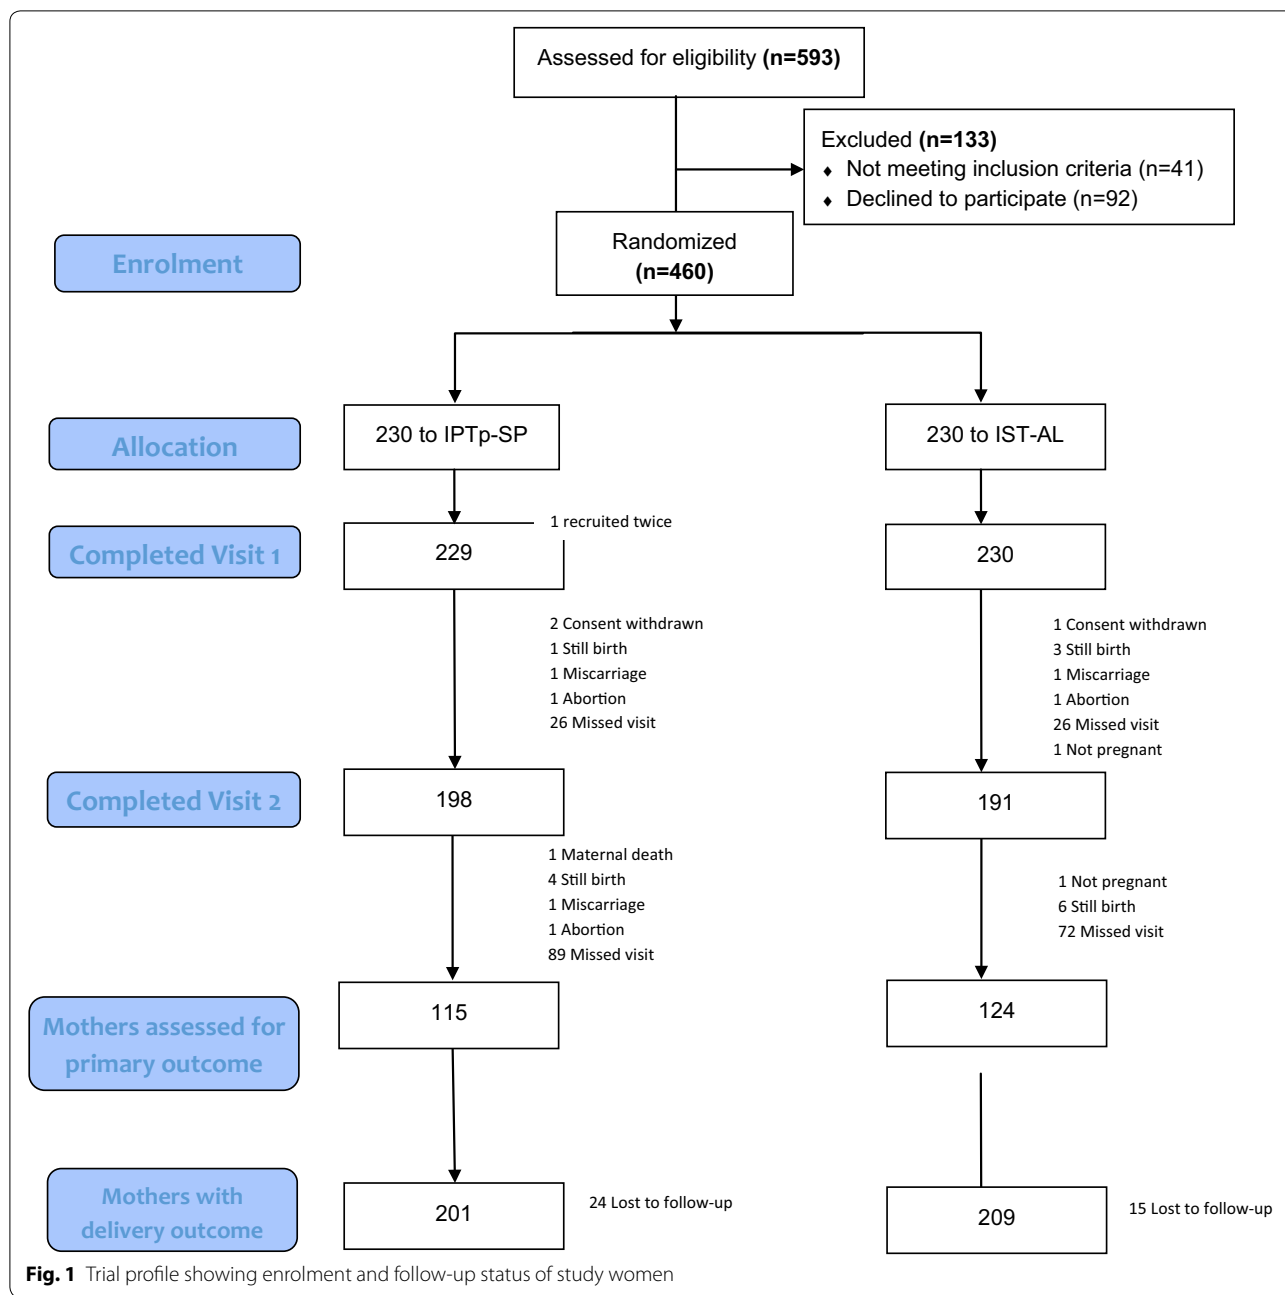 Assessed for eligibility (n=593)
Excluded (n=133)
♦ Not meeting inclusion criteria (n=41)
♦ Declined to participate (n=92)
Randomized
(n=460)
Enrolment
Allocation
230 to IPTp-SP
230 to IST-AL
1 recruited twice
Completed Visit 1
229
230
2 Consent withdrawn
1 Still birth
1 Miscarriage
1 Abortion
26 Missed visit
1 Consent withdrawn
3 Still birth
1 Miscarriage
1 Abortion
26 Missed visit
1 Not pregnant
Completed Visit 2
198
191
1 Maternal death
4 Still birth
1 Miscarriage
1 Abortion
89 Missed visit
1 Not pregnant
6 Still birth
72 Missed visit
Mothers assessed for
primary outcome
115
124
Mothers with
delivery outcome
201
24 Lost to follow-up
209
15 Lost to follow-up
Fig. 1 Trial profile showing enrolment and follow-up status of study women